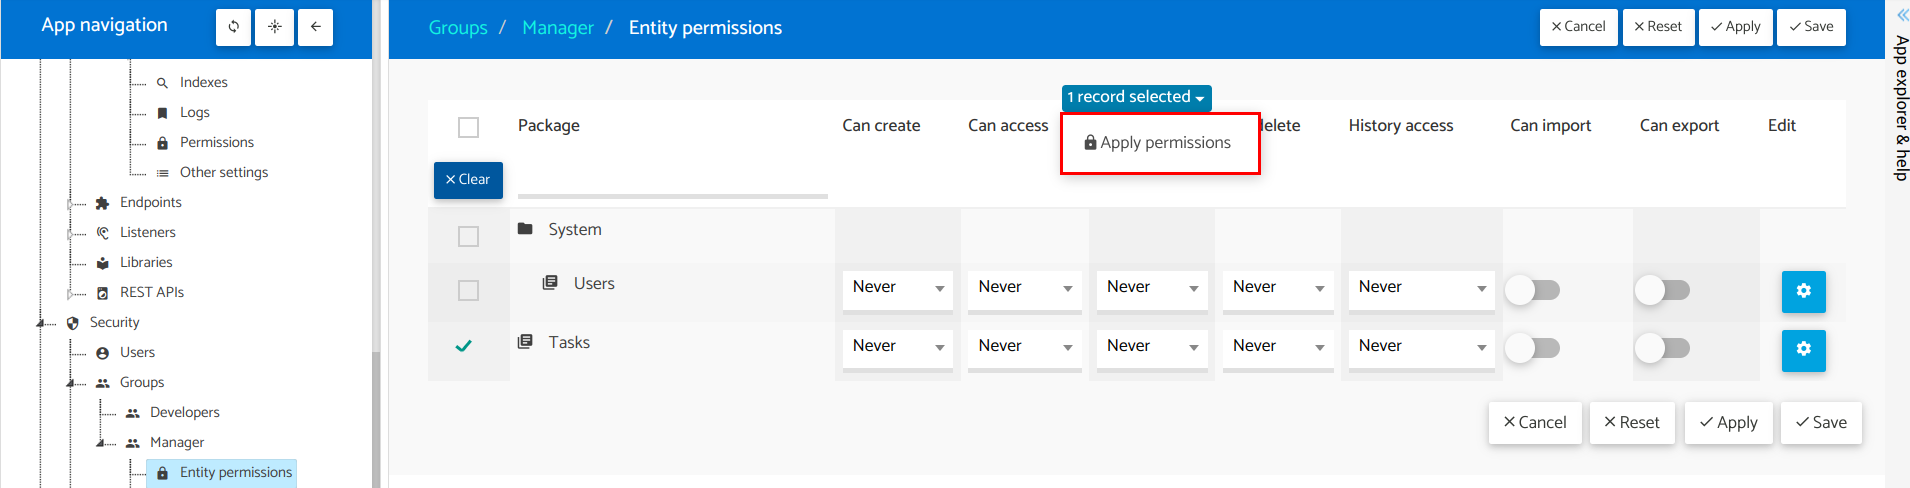 App navigation
Indexes
Logs
Permissions
Other settings
Endpoints
Listeners
Libraries
REST APIs
Security
Users
Groups
Developers
Manager
Entity permissions
Groups / Manager / Entity permissions
Cancel Reset Apply Save
1 record selected
Apply permissions
Package Can create Can access elete History access Can import Can export Edit
Clear
System
Users Never Never Never Never Never
Tasks Never Never Never Never Never
Cancel Reset Apply Save
App explorer & help